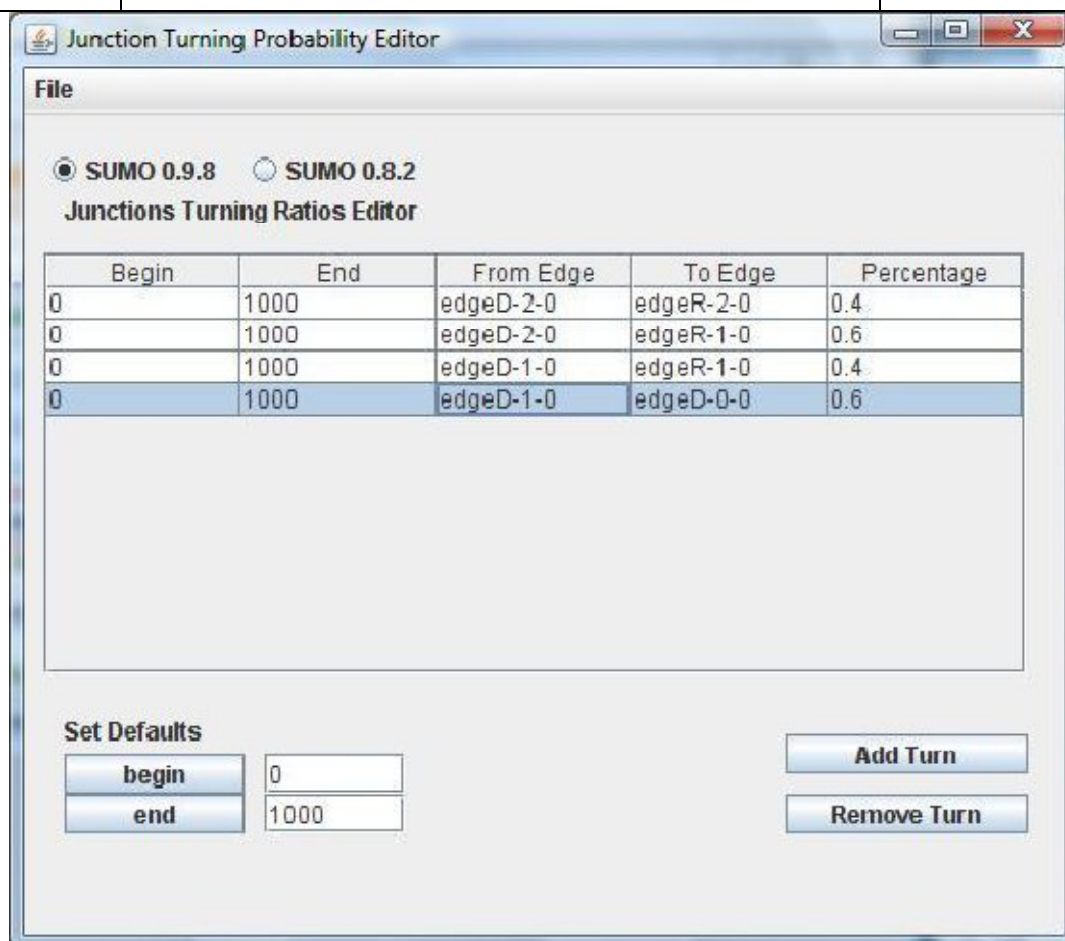 Junction Turning Probability Editor
File
SUMO 0.9.8 SUMO 0.8.2
Junctions Turning Ratios Editor
Begin End From Edge To Edge Percentage
0 1000 edgeD-2-0 edgeR-2-0 0.4
0 1000 edgeD-2-0 edgeR-1-0 0.6
0 1000 edgeD-1-0 edgeR-1-0 0.4
0 1000 edgeD-1-0 edgeD-0-0 0.6
Set Defaults
begin 0
end 1000
Add Turn
Remove Turn